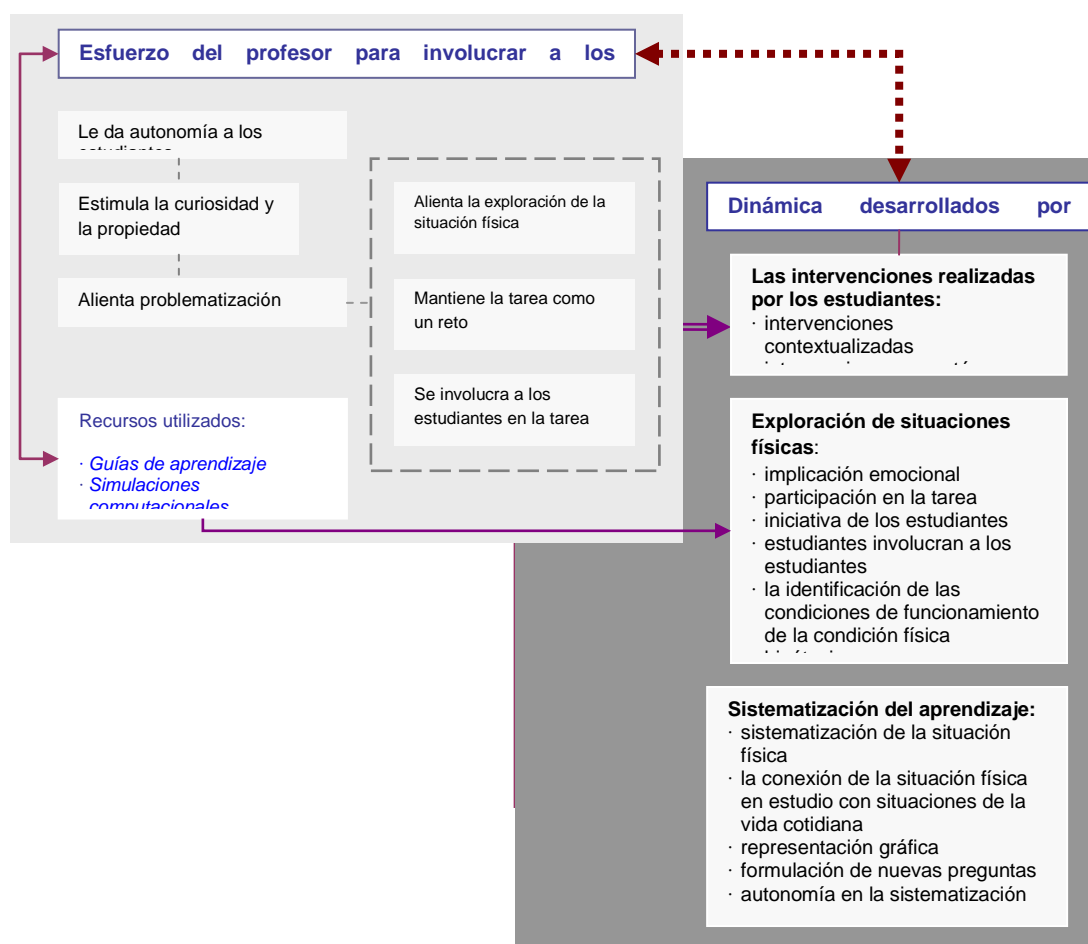 Esfuerzo del profesor para involucrar a los
Le da autonomía a los
estudiantes
Estimula la curiosidad y
la propiedad
Alienta problematización
Alienta la exploración de la
situación física
Mantiene la tarea como
un reto
Se involucra a los
estudiantes en la tarea
Recursos utilizados:
· Guías de aprendizaje
· Simulaciones
computacionales
Dinámica desarrollados por
Las intervenciones realizadas
por los estudiantes:
· intervenciones
contextualizadas
Exploración de situaciones
físicas:
· implicación emocional
· participación en la tarea
· iniciativa de los estudiantes
· estudiantes involucran a los
estudiantes
· la identificación de las
condiciones de funcionamiento
de la condición física
Sistematización del aprendizaje:
· sistematización de la situación
física
· la conexión de la situación física
en estudio con situaciones de la
vida cotidiana
· representación gráfica
· formulación de nuevas preguntas
· autonomía en la sistematización